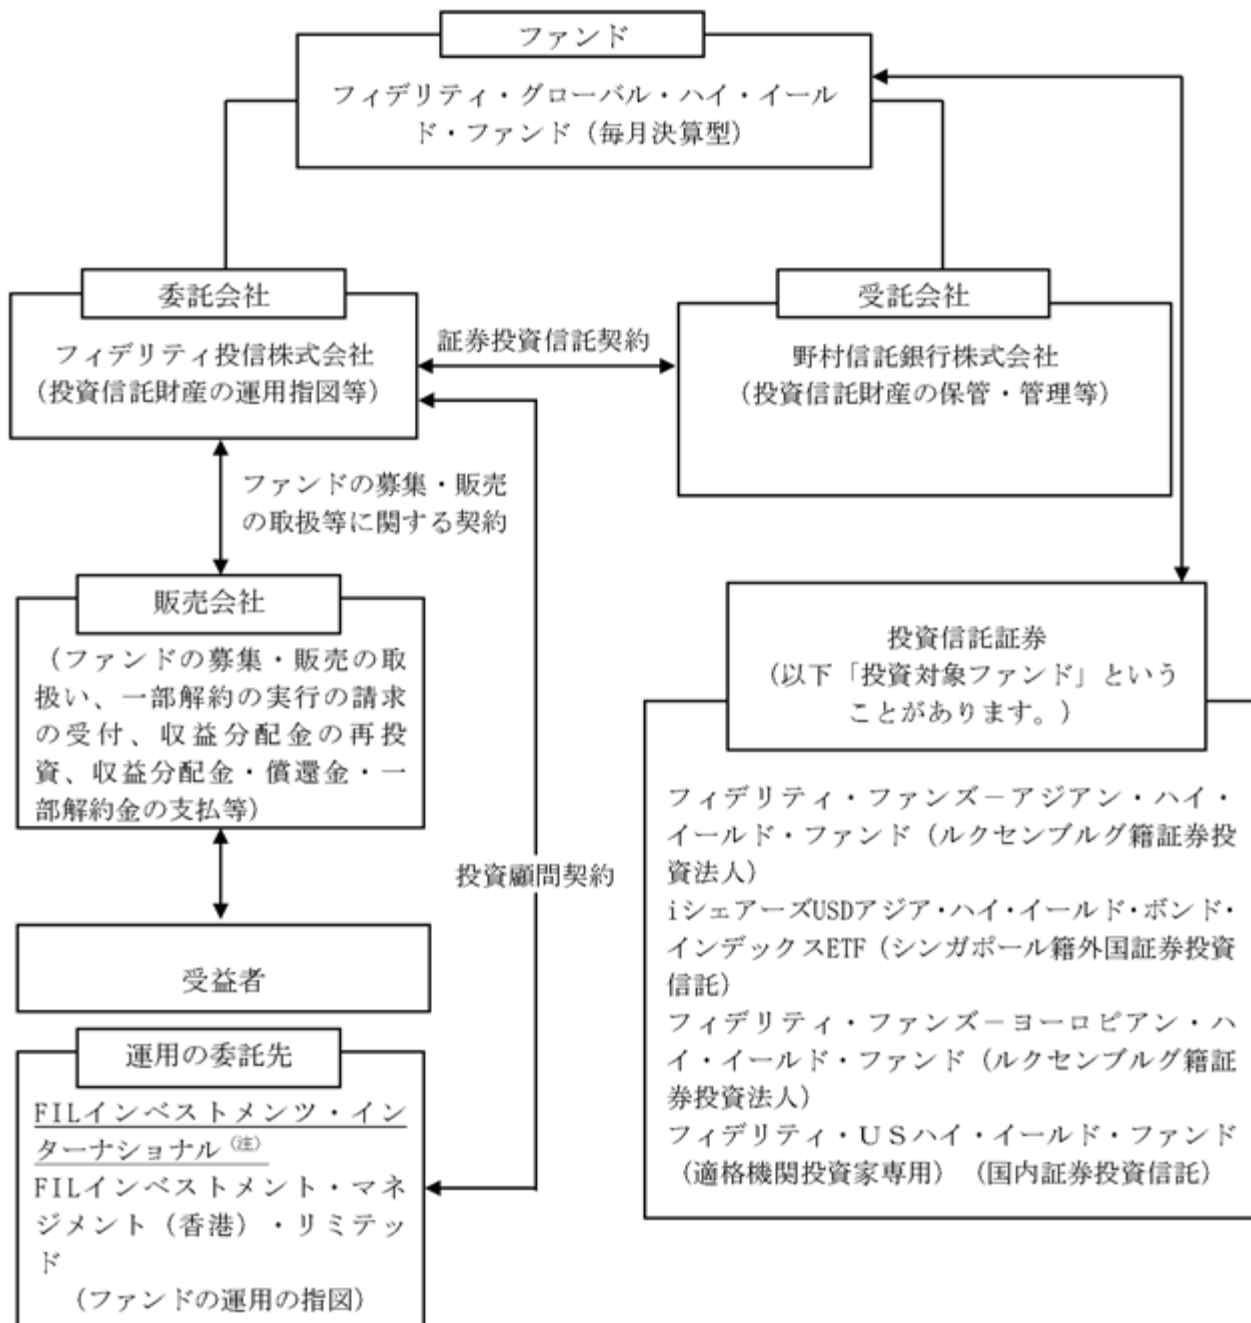 ファンド
フィデリティ・グローバル・ハイ・イール
ド・ファンド（毎月決算型）
委託会社
フィデリティ投信株式会社
（投資信託財産の運用指図等）
証券投資信託契約
受託会社
野村信託銀行株式会社
（投資信託財産の保管・管理等）
ファンドの募集・販売
の取扱等に関する契約
販売会社
（ファンドの募集・販売の取
扱い、一部解約の実行の請求
の受付、収益分配金の再投
資、収益分配金・償還金・一
部解約金の支払等）
投資顧問契約
受益者
運用の委託先
FILインベストメンツ・イン
ターナショナル（注）
FILインベストメント・マネ
ジメント（香港）・リミテッ
ド
（ファンドの運用の指図）
投資信託証券
（以下「投資対象ファンド」という
ことがあります。）
フィデリティ・ファンズ－アジアン・ハイ・
イールド・ファンド（ルクセンブルグ籍証券投
資法人）
iシェアーズUSDアジア・ハイ・イールド・ボンド・
インデックスETF（シンガポール籍外国証券投資
信託）
フィデリティ・ファンズ－ヨーロピアン・ハ
イ・イールド・ファンド（ルクセンブルグ籍証
券投資法人）
フィデリティ・ＵＳハイ・イールド・ファンド
（適格機関投資家専用）（国内証券投資信託）